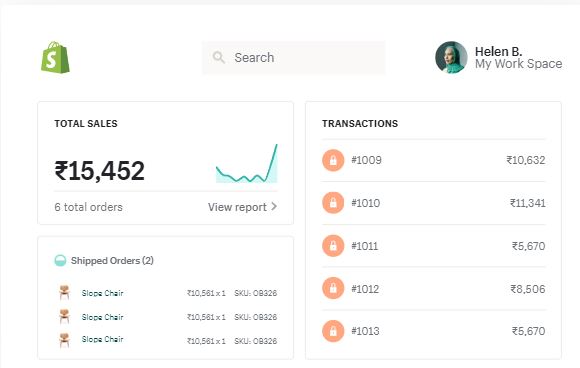 S
Search
Helen B.
My Work Space
TOTAL SALES
₹15,452
6 total orders
View report
Shipped Orders (2)
Slope Chair ₹10,561 x 1 SKU: OB326
Slope Chair ₹10,561 x 1 SKU: OB326
Slope Chair ₹10,561 x 1 SKU: OB326
TRANSACTIONS
#1009 ₹10,632
#1010 ₹11,341
#1011 ₹5,670
#1012 ₹8,506
#1013 ₹5,670